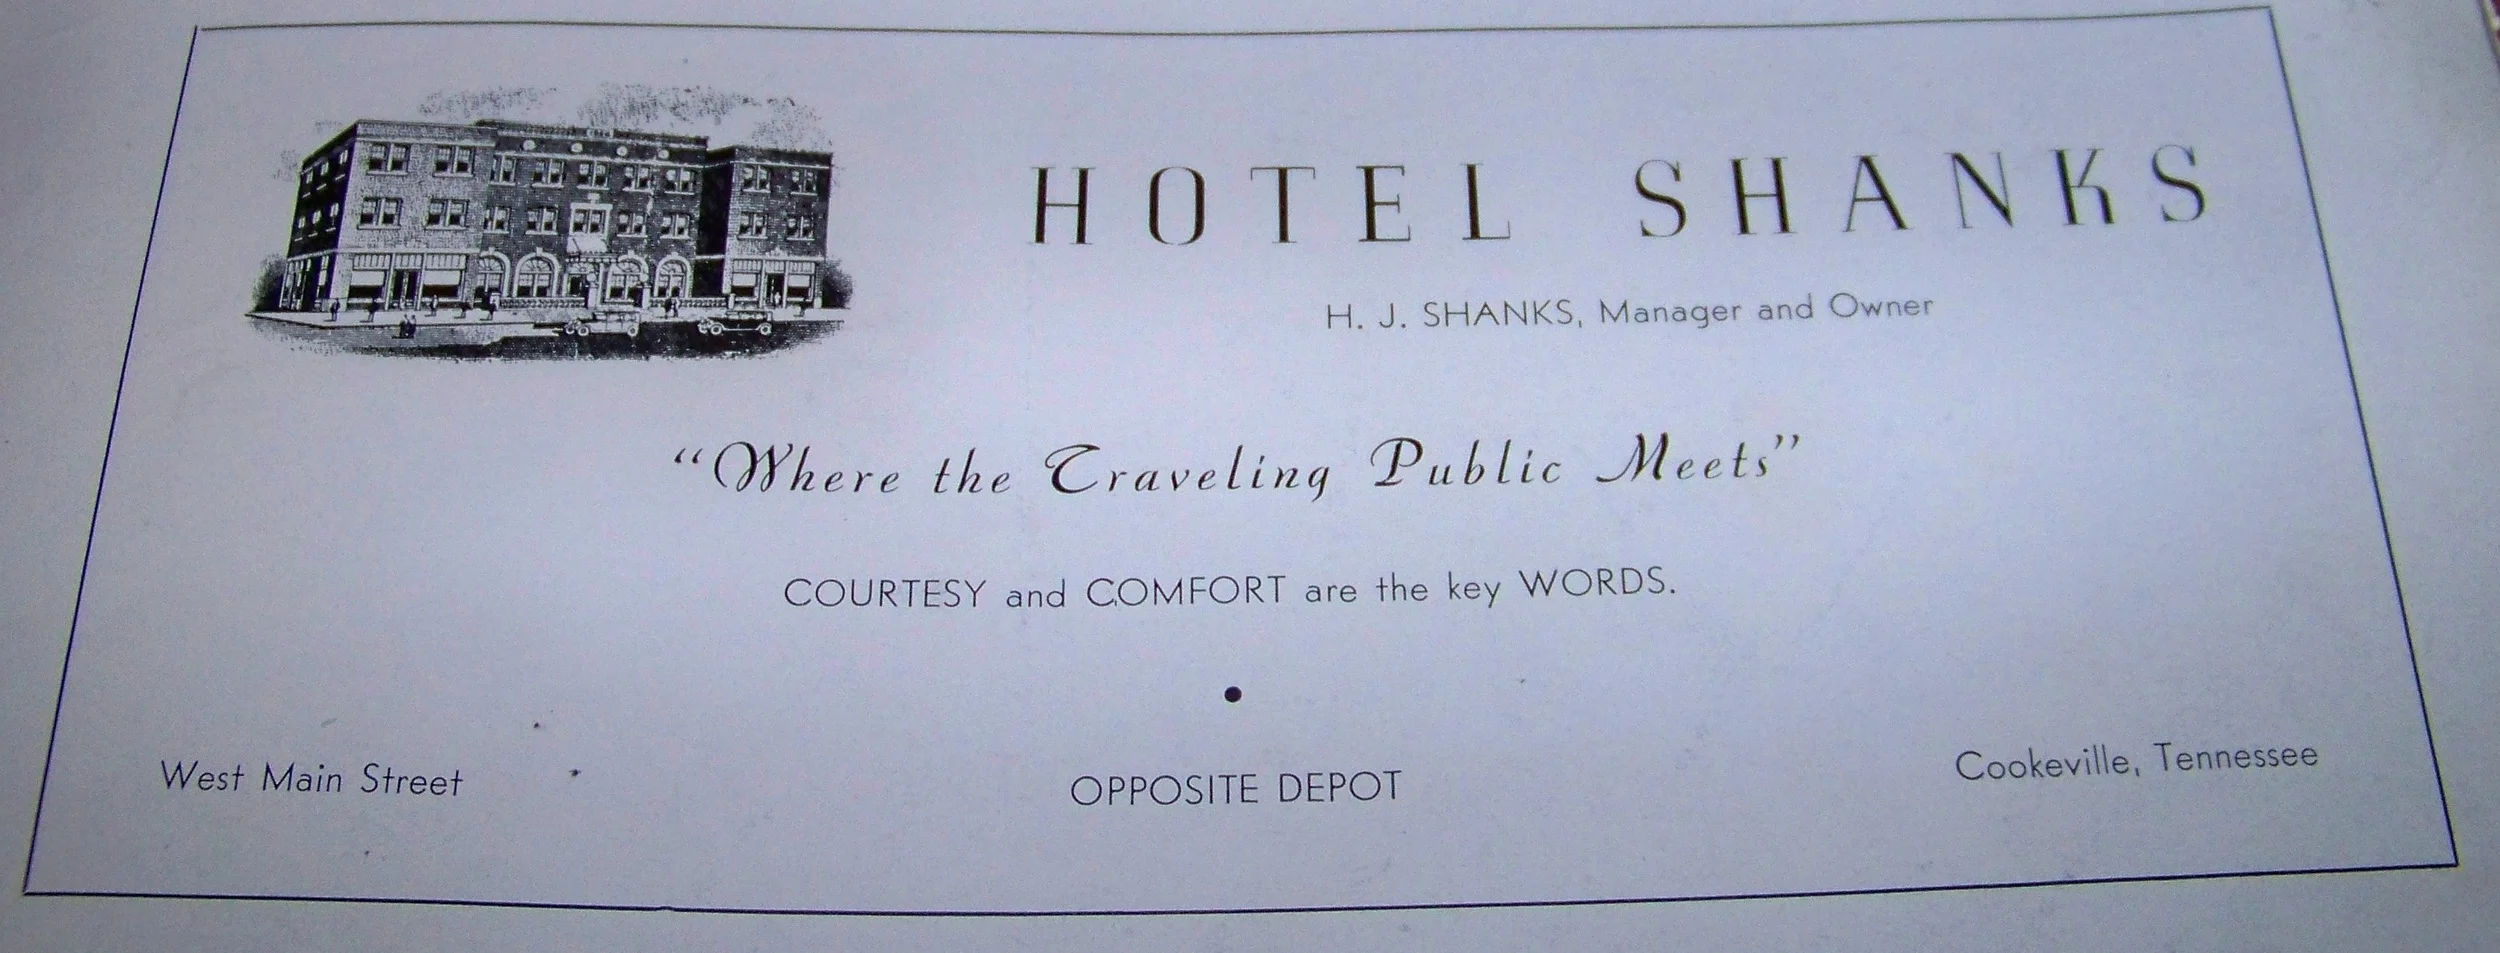 HOTEL SHANKS
H. J. SHANKS, Manager and Owner
“Where the Traveling Public Meets”
COURTESY and COMFORT are the key WORDS.
West Main Street
OPPOSITE DEPOT
Cookeville, Tennessee